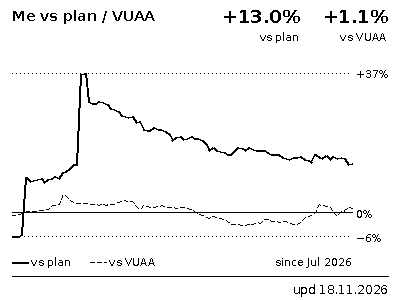 Me vs plan / VUAA
+13.0%
+1.1%
vs plan
vs VUAA
+37%
0%
−6%
vs plan
vs VUAA
since Jul 2026
upd 18.11.2026